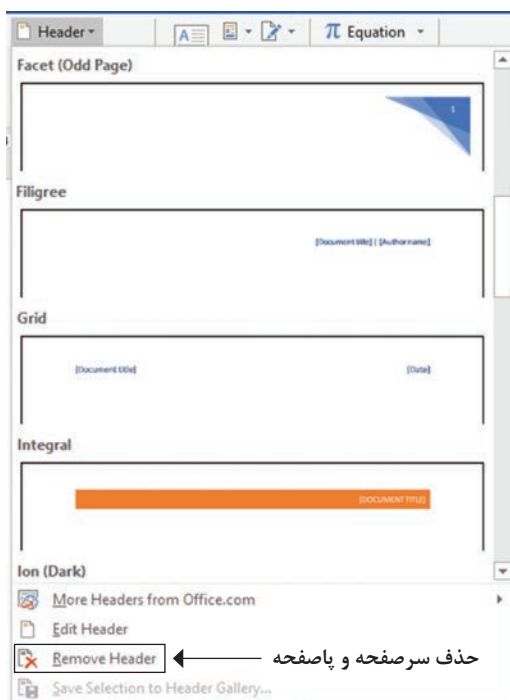 Header
A
π Equation
Facet (Odd Page)
1
Filigree
[Document title] | [Author name]
Grid
[Document title] [Date]
Integral
[DOCUMENT TITLE]
Ion (Dark)
More Headers from Office.com
Edit Header
Remove Header
حذف سرصفحه و پاصفحه
Save Selection to Header Gallery...